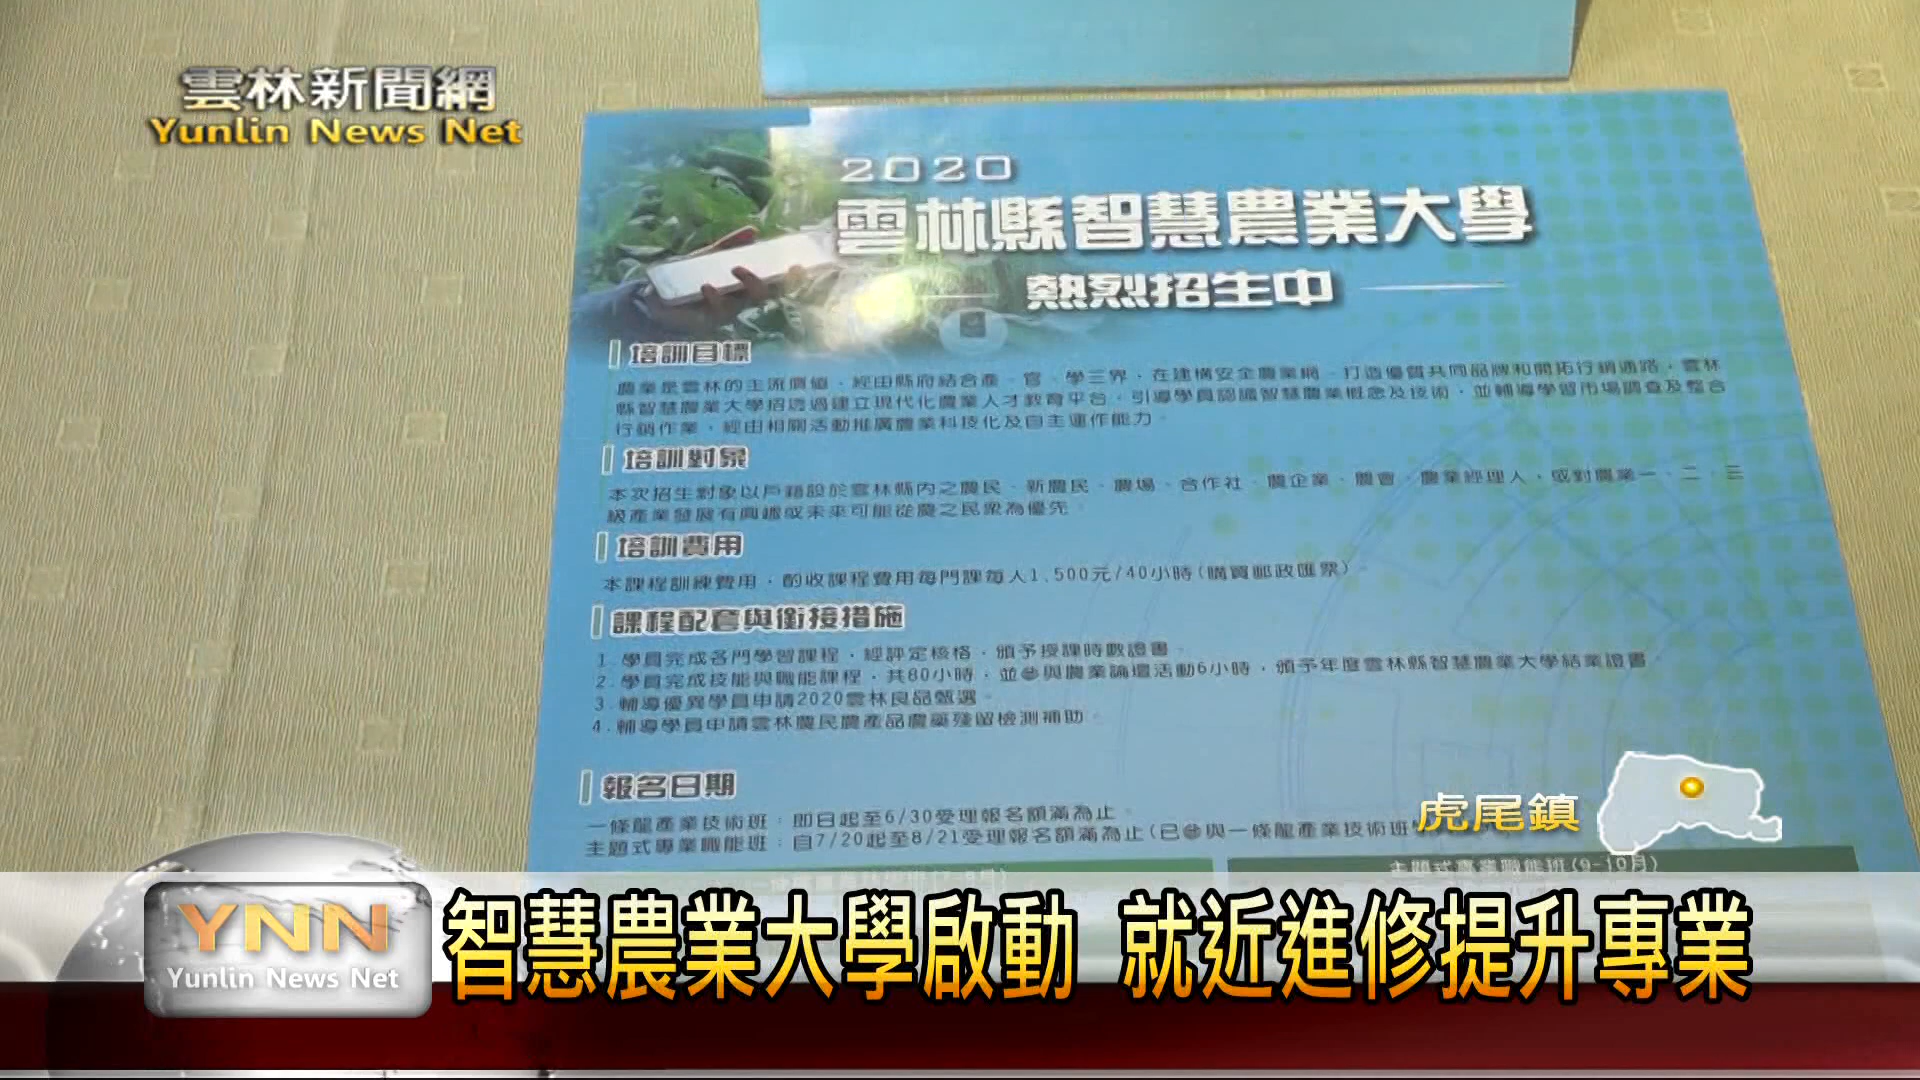 雲林新聞網
Yunlin News Net
2020
雲林縣智慧農業大學
熱烈招生中
培訓目標
農業是雲林的主流價值，經由縣府結合產、官、學三界，在建構安全農業網、打造優質共同品牌和開拓行銷通路，雲林
縣智慧農業大學招透過建立現代化農業人才教育平台，引導學員認識智慧農業概念及技術，並輔導學習市場調查及整合
行銷作業，經由相關活動推廣農業科技化及自主運作能力。
培訓對象
本次招生對象以戶籍設於雲林縣內之農民、新農民、農場、合作社、農企業、農會、農業經理人，或對農業一、二、三
級產業發展有興趣或未來可能從農之民眾為優先。
培訓費用
本課程訓練費用，酌收課程費用每門課每人1,500元/40小時(購買郵政匯票)。
課程配套與銜接措施
1.學員完成各門學習課程，經評定核格，頒予授課時數證書。
2.學員完成技能與職能課程，共80小時，並參與農業論壇活動6小時，頒予年度雲林縣智慧農業大學結業證書。
3.輔導優異學員申請2020雲林良品甄選。
4.輔導學員申請雲林農民農產品農藥殘留檢測補助。
報名日期
一條龍產業技術班：即日起至6/30受理報名額滿為止。
主題式專業職能班：自7/20起至8/21受理報名額滿為止(已參與一條龍產業技術班
虎尾鎮
主題式專業職能班(9-10月)
YNN
Yunlin News Net
智慧農業大學啟動 就近進修提升專業